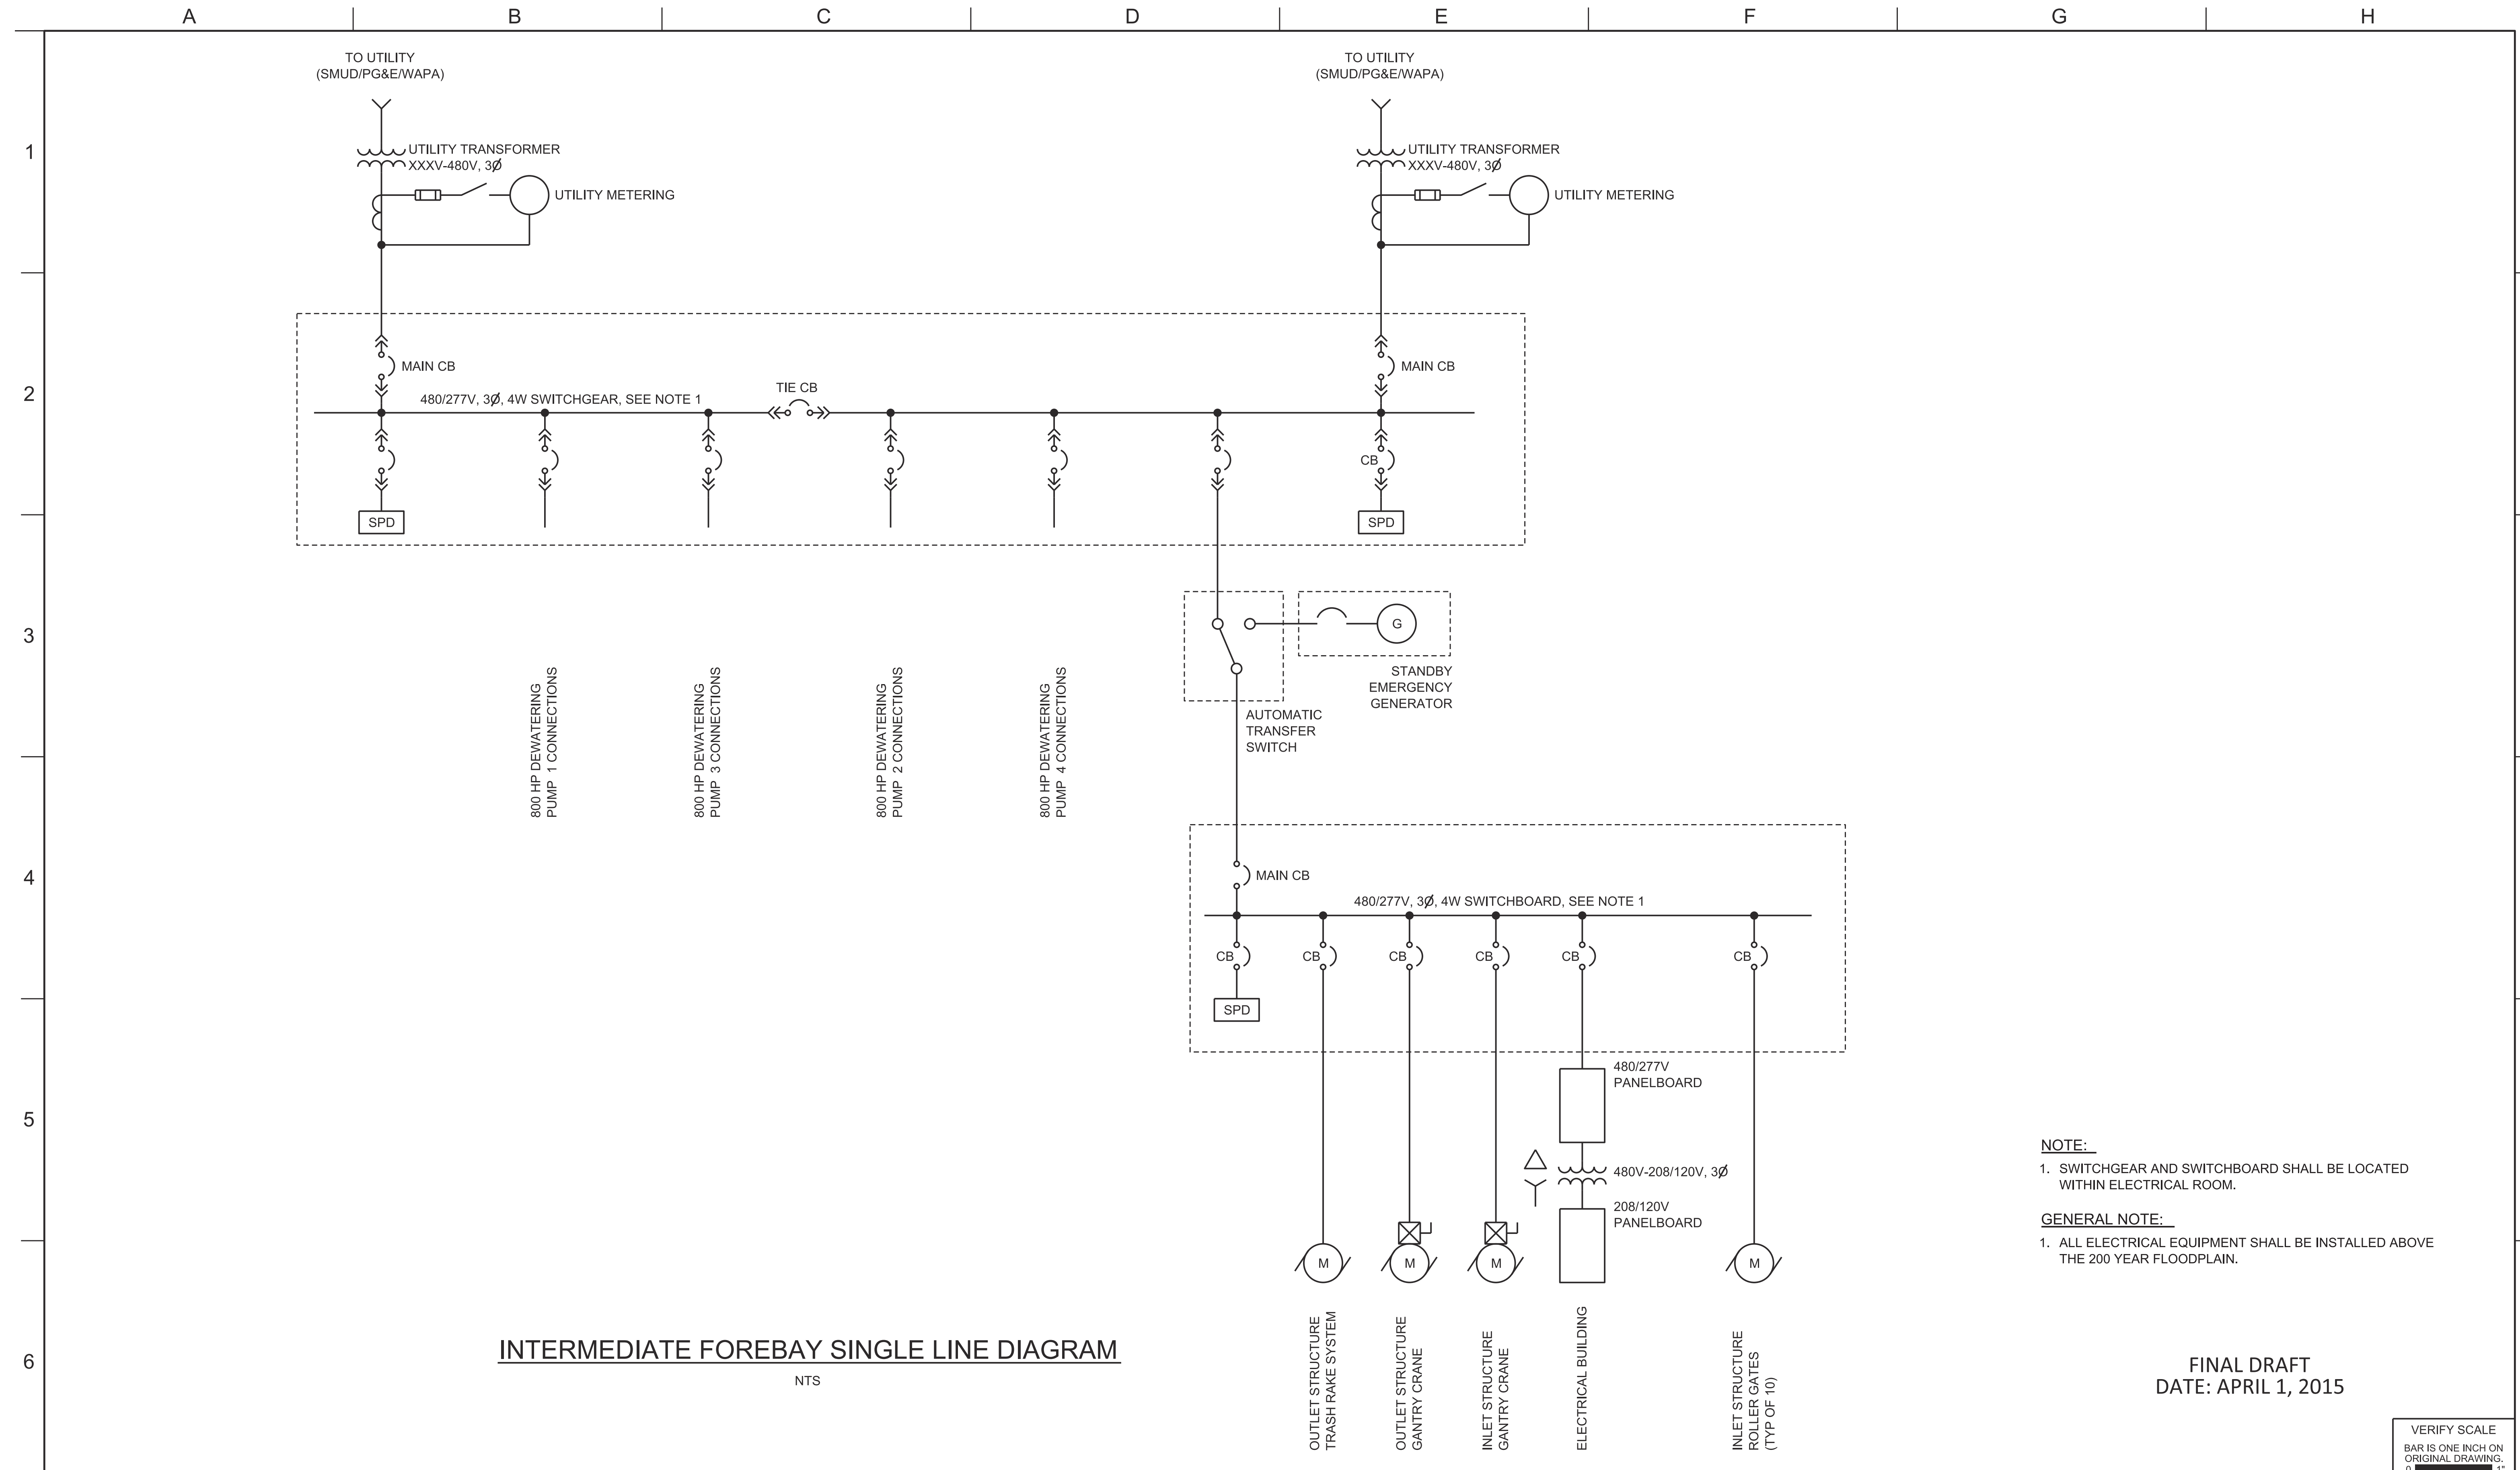 A B C D E F G H
TO UTILITY
(SMUD/PG&E/WAPA)
TO UTILITY
(SMUD/PG&E/WAPA)
1
UTILITY TRANSFORMER
XXXV-480V, 3Ø
UTILITY METERING
UTILITY TRANSFORMER
XXXV-480V, 3Ø
UTILITY METERING
2
MAIN CB
480/277V, 3Ø, 4W SWITCHGEAR, SEE NOTE 1
TIE CB
MAIN CB
CB
SPD
SPD
3
G
STANDBY
EMERGENCY
GENERATOR
AUTOMATIC
TRANSFER
SWITCH
800 HP DEWATERING
PUMP 1 CONNECTIONS
800 HP DEWATERING
PUMP 3 CONNECTIONS
800 HP DEWATERING
PUMP 2 CONNECTIONS
800 HP DEWATERING
PUMP 4 CONNECTIONS
4
MAIN CB
480/277V, 3Ø, 4W SWITCHBOARD, SEE NOTE 1
CB CB CB CB CB CB
SPD
5
480/277V
PANELBOARD
480V-208/120V, 3Ø
208/120V
PANELBOARD
M M M M
OUTLET STRUCTURE
TRASH RAKE SYSTEM
OUTLET STRUCTURE
GANTRY CRANE
INLET STRUCTURE
GANTRY CRANE
ELECTRICAL BUILDING
INLET STRUCTURE
ROLLER GATES
(TYP OF 10)
NOTE:
1. SWITCHGEAR AND SWITCHBOARD SHALL BE LOCATED
WITHIN ELECTRICAL ROOM.
GENERAL NOTE:
1. ALL ELECTRICAL EQUIPMENT SHALL BE INSTALLED ABOVE
THE 200 YEAR FLOODPLAIN.
6
INTERMEDIATE FOREBAY SINGLE LINE DIAGRAM
NTS
FINAL DRAFT
DATE: APRIL 1, 2015
VERIFY SCALE
BAR IS ONE INCH ON
ORIGINAL DRAWING.
0 1"